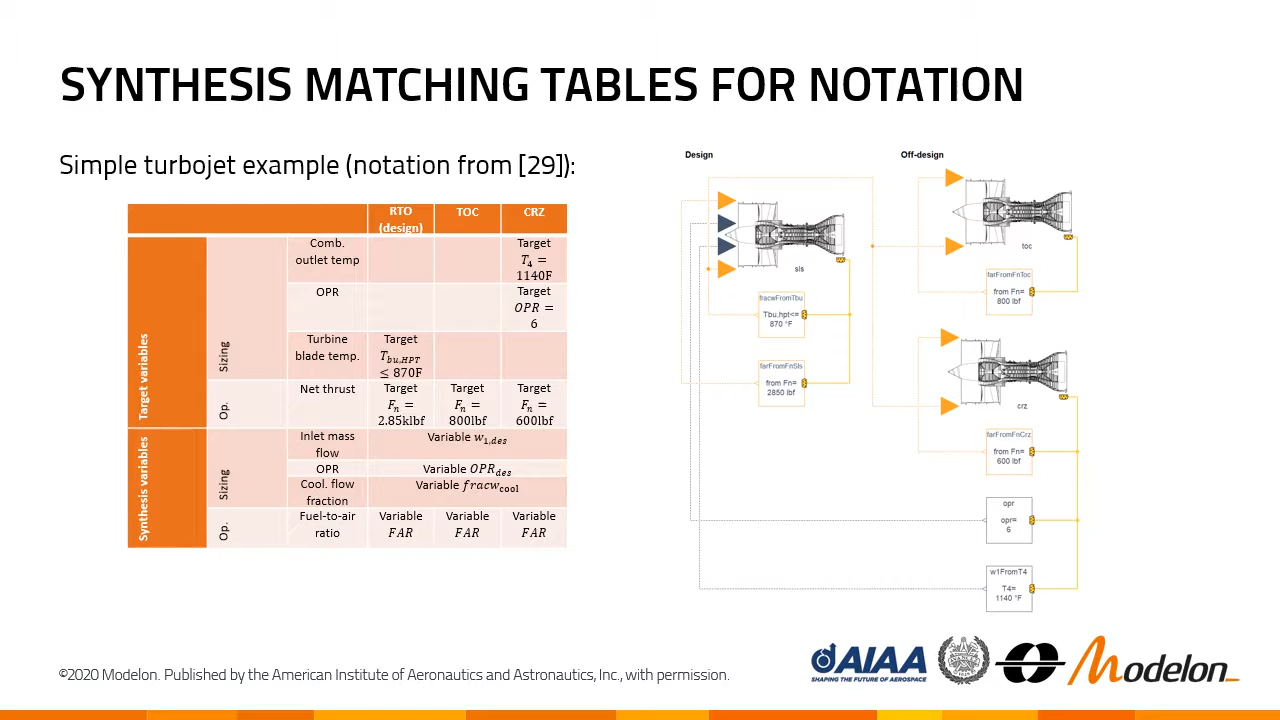 SYNTHESIS MATCHING TABLES FOR NOTATION
Simple turbojet example (notation from [29]):
RTO (design) TOC CRZ
Target variables
Sizing
Comb. outlet temp
Target T₄ = 1140F
OPR
Target OPR = 6
Turbine blade temp.
Target T_bu,HPT ≤ 870F
Op.
Net thrust
Target Fₙ = 2.85klbf
Target Fₙ = 800lbf
Target Fₙ = 600lbf
Synthesis variables
Sizing
Inlet mass flow
Variable w₁,des
OPR
Variable OPR_des
Cool. flow fraction
Variable fracw_cool
Op.
Fuel-to-air ratio
Variable FAR
Variable FAR
Variable FAR
Design
sls
fracwFromTbu
Tbu,hpt<=
870 °F
farFromFnSls
from Fn=
2850 lbf
Off-design
toc
farFromFnToc
from Fn=
800 lbf
crz
farFromFnCrz
from Fn=
600 lbf
opr
opr=
6
w1FromT4
T4=
1140 °F
©2020 Modelon. Published by the American Institute of Aeronautics and Astronautics, Inc., with permission.
AIAA
SHAPING THE FUTURE OF AEROSPACE
Modelon